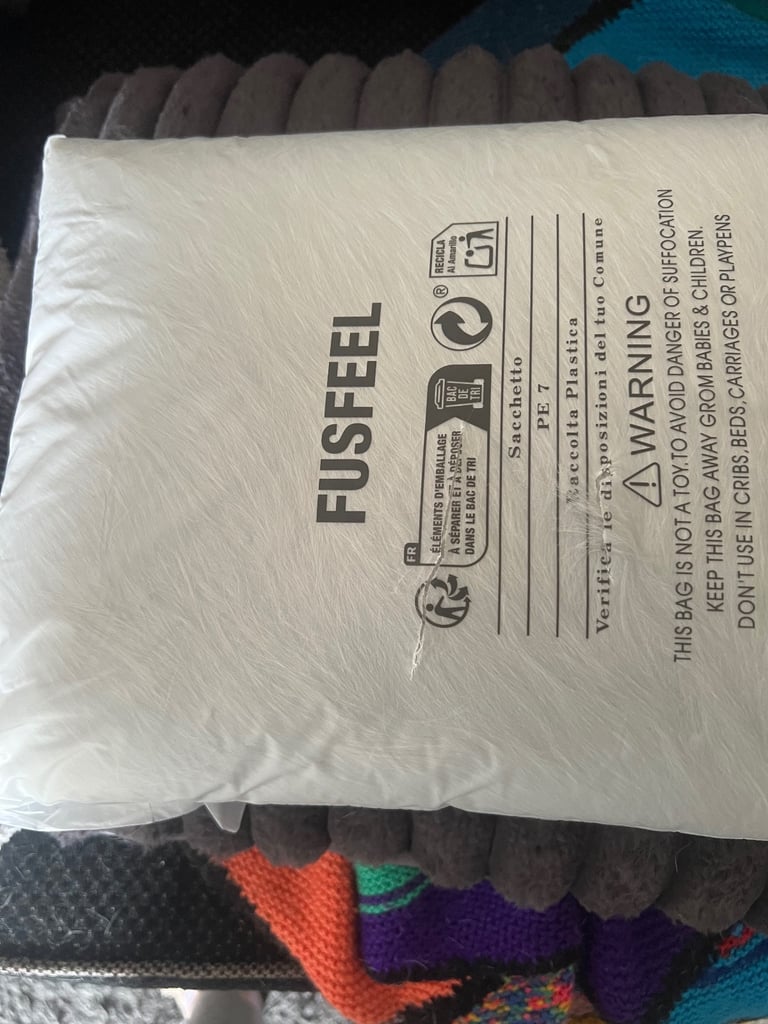 FUSFEEL
FR
ÉLÉMENTS D'EMBALLAGE
À SÉPARER ET À DÉPOSER
DANS LE BAC DE TRI
BAC
DE
TRI
®
RECICLA
Al Amarillo
Sacchetto
PE 7
Raccolta Plastica
Verifica le disposizioni del tuo Comune
WARNING
THIS BAG IS NOT A TOY.TO AVOID DANGER OF SUFFOCATION
KEEP THIS BAG AWAY GROM BABIES & CHILDREN.
DON'T USE IN CRIBS,BEDS,CARRIAGES OR PLAYPENS